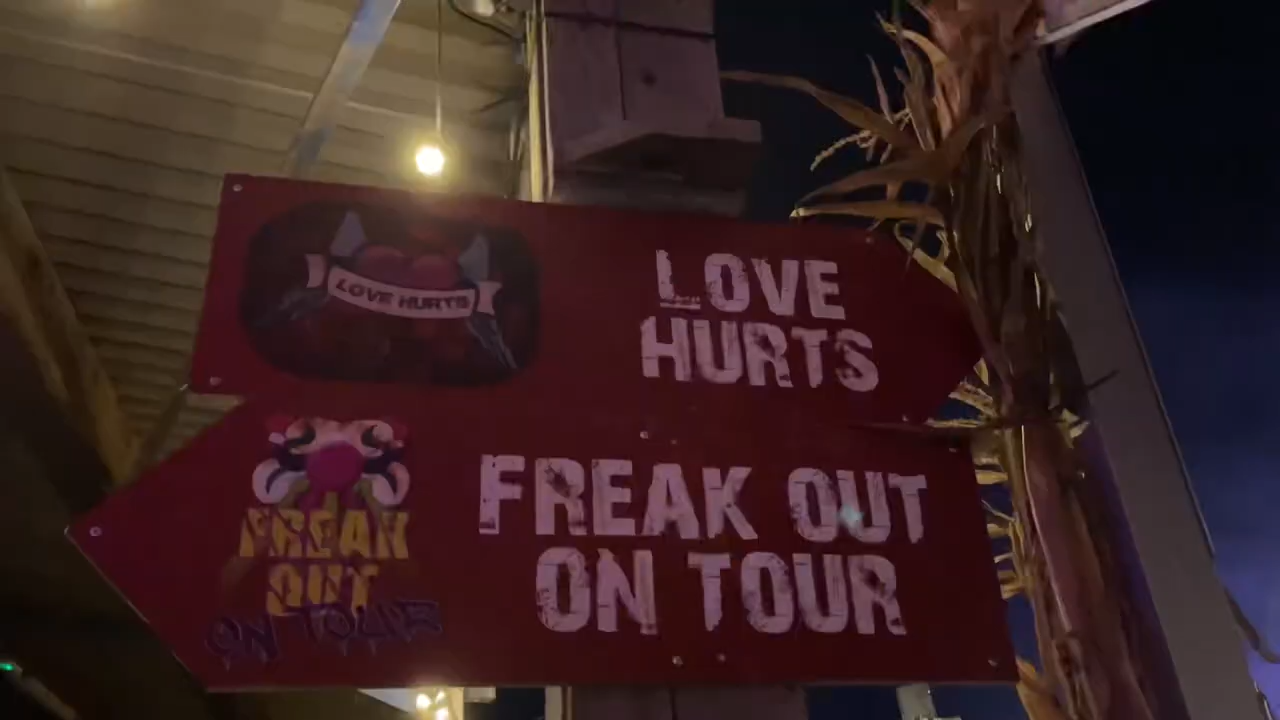 LOVE HURTS
LOVE
HURTS
FREAK
OUT
ON TOUR
FREAK OUT
ON TOUR